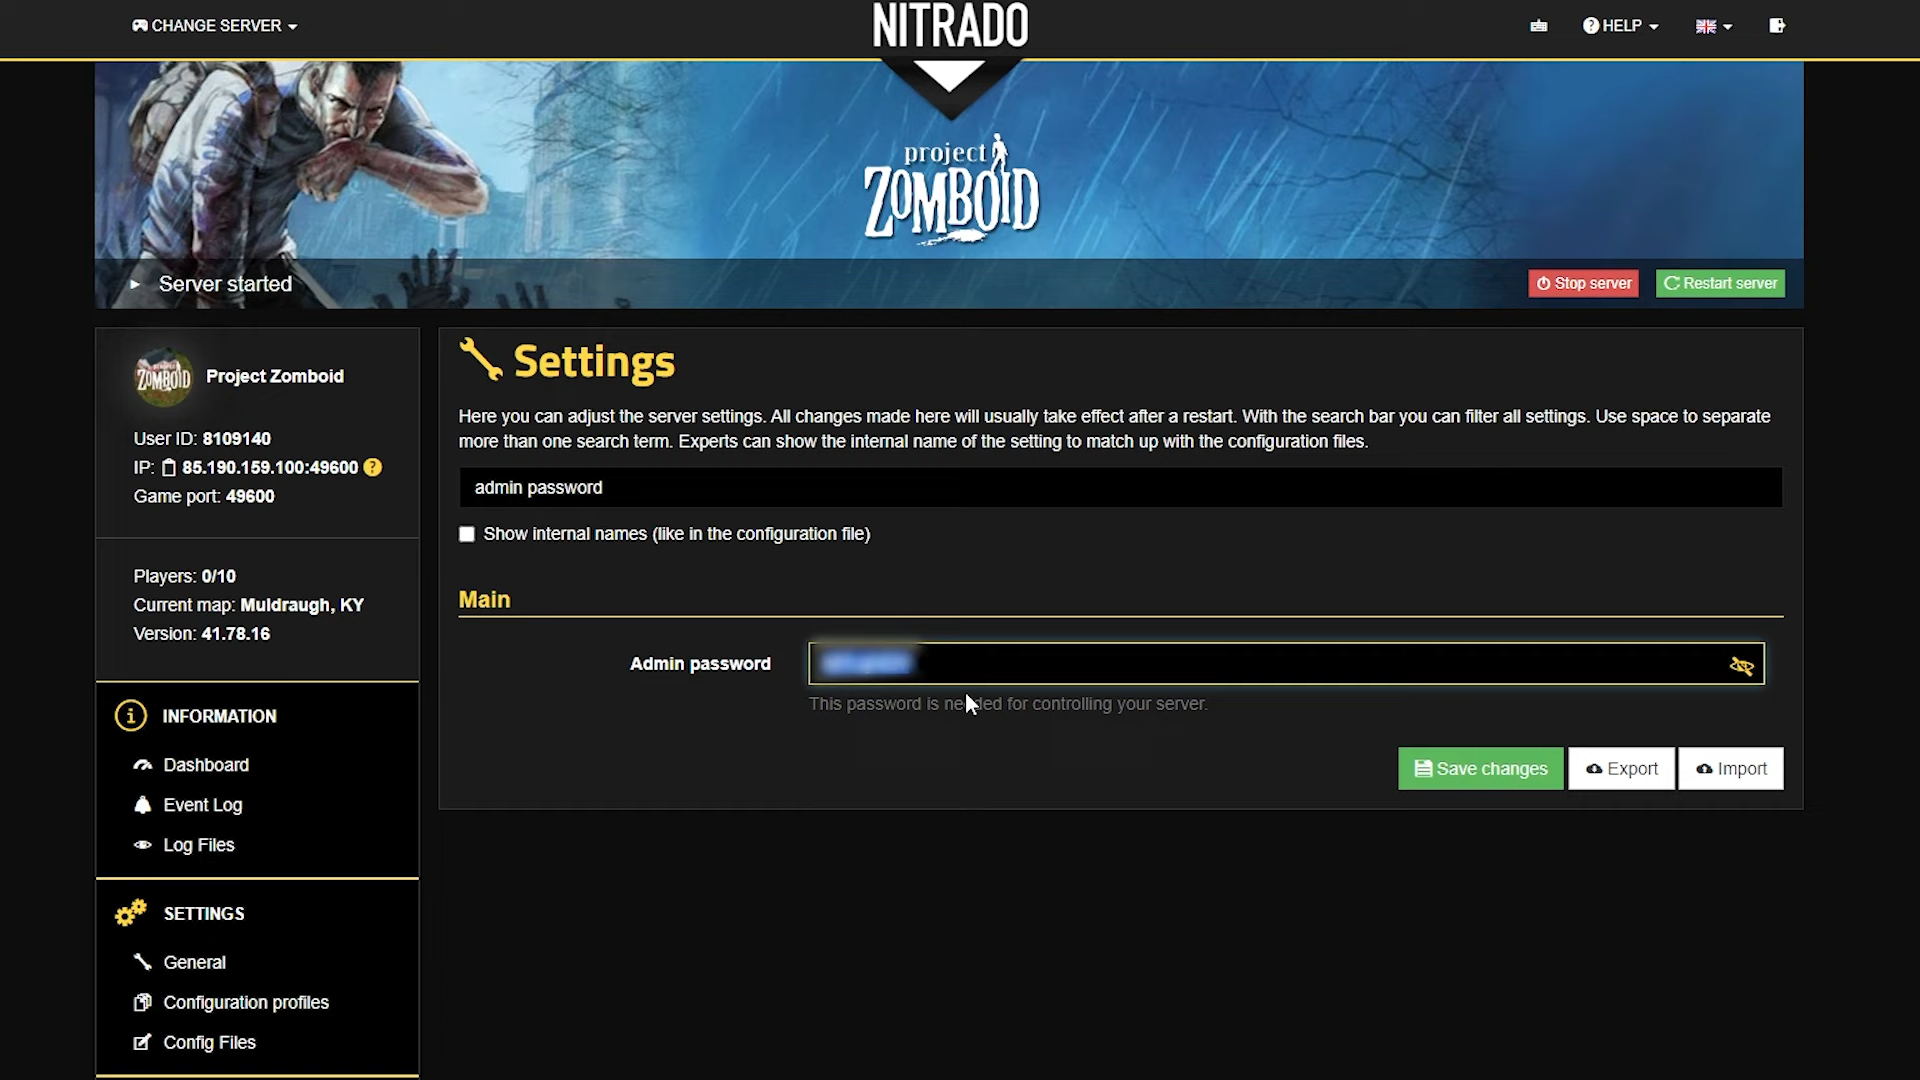 CHANGE SERVER
NITRADO
HELP
project
ZOMBOID
Server started
Stop server
Restart server
ZOMBOID
Project Zomboid
User ID: 8109140
IP: 85.190.159.100:49600 ?
Game port: 49600
Players: 0/10
Current map: Muldraugh, KY
Version: 41.78.16
INFORMATION
Dashboard
Event Log
Log Files
SETTINGS
General
Configuration profiles
Config Files
Settings
Here you can adjust the server settings. All changes made here will usually take effect after a restart. With the search bar you can filter all settings. Use space to separate
more than one search term. Experts can show the internal name of the setting to match up with the configuration files.
admin password
Show internal names (like in the configuration file)
Main
Admin password
This password is needed for controlling your server.
Save changes
Export
Import